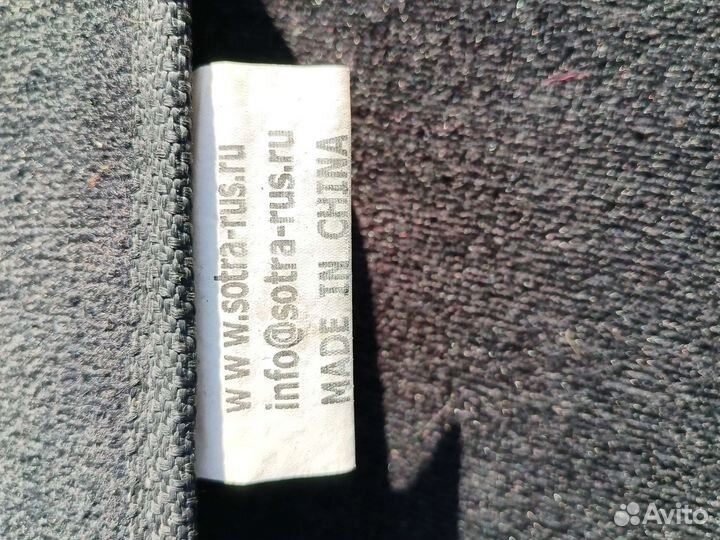 www.sotra-rus.ru
info@sotra-rus.ru
MADE IN CHINA
Avito